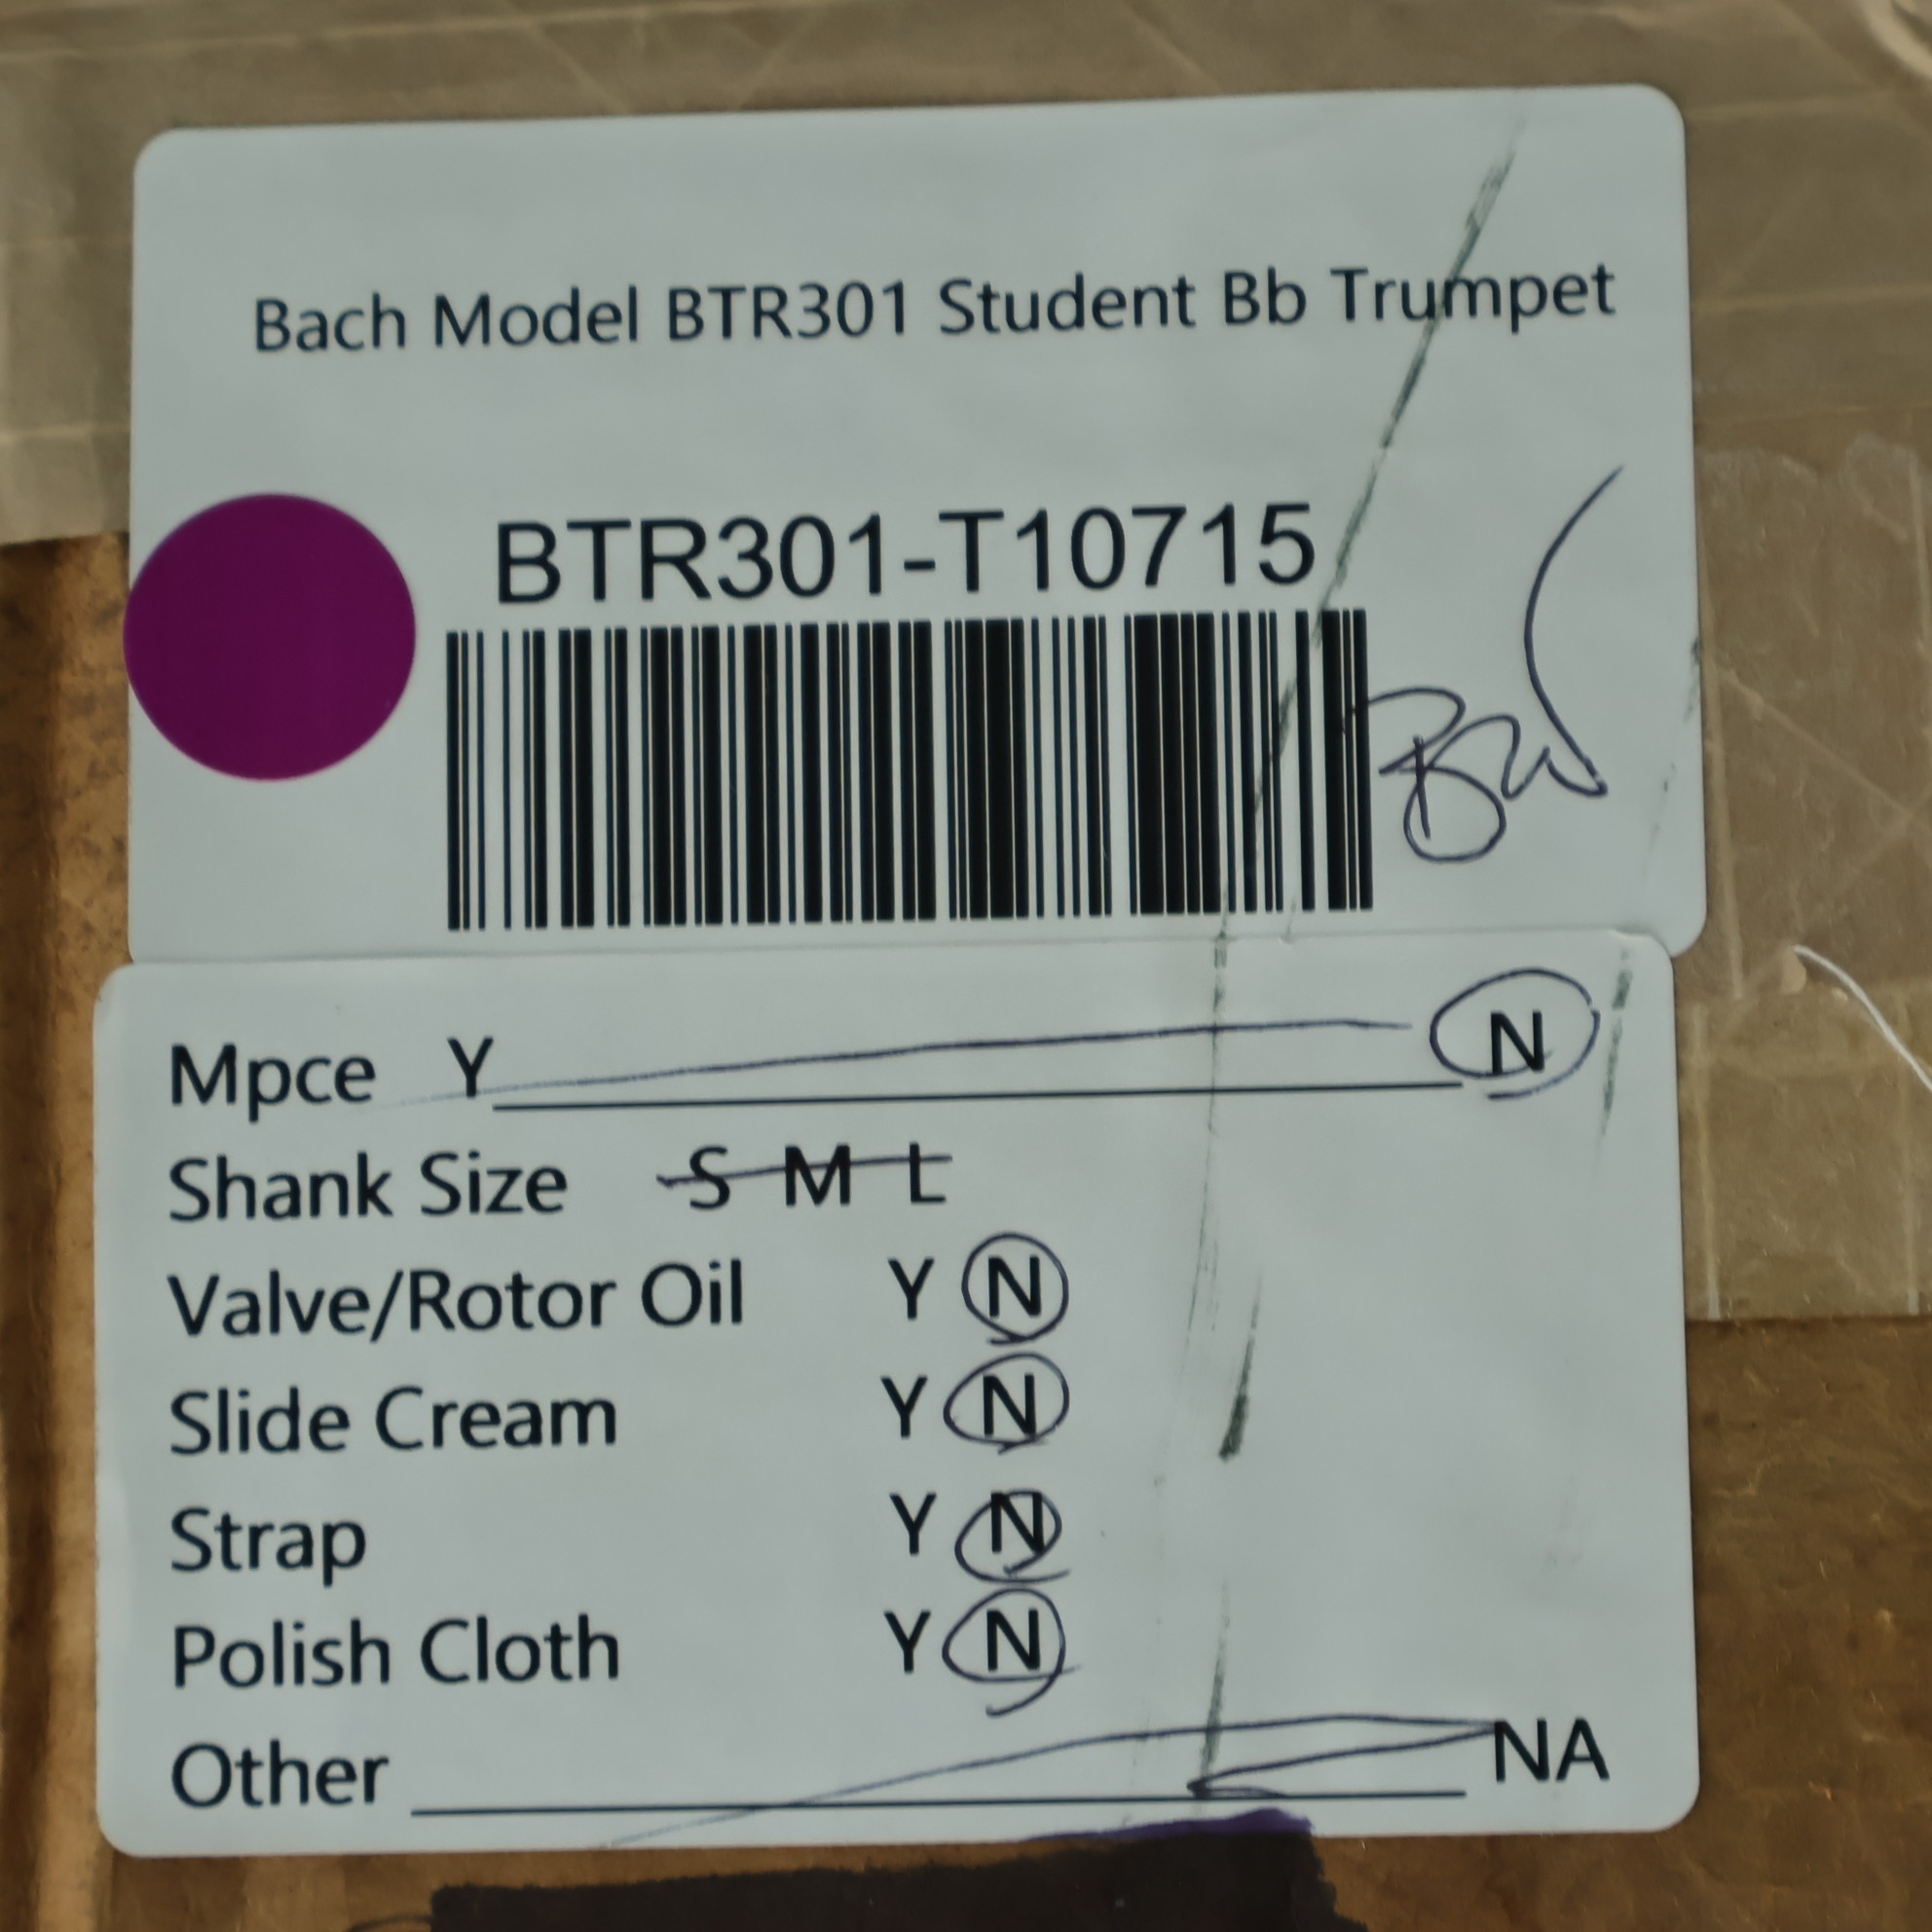 Bach Model BTR301 Student Bb Trumpet
BTR301-T10715
Mpce Y N
Shank Size S M L
Valve/Rotor Oil Y N
Slide Cream Y N
Strap Y N
Polish Cloth Y N
Other NA